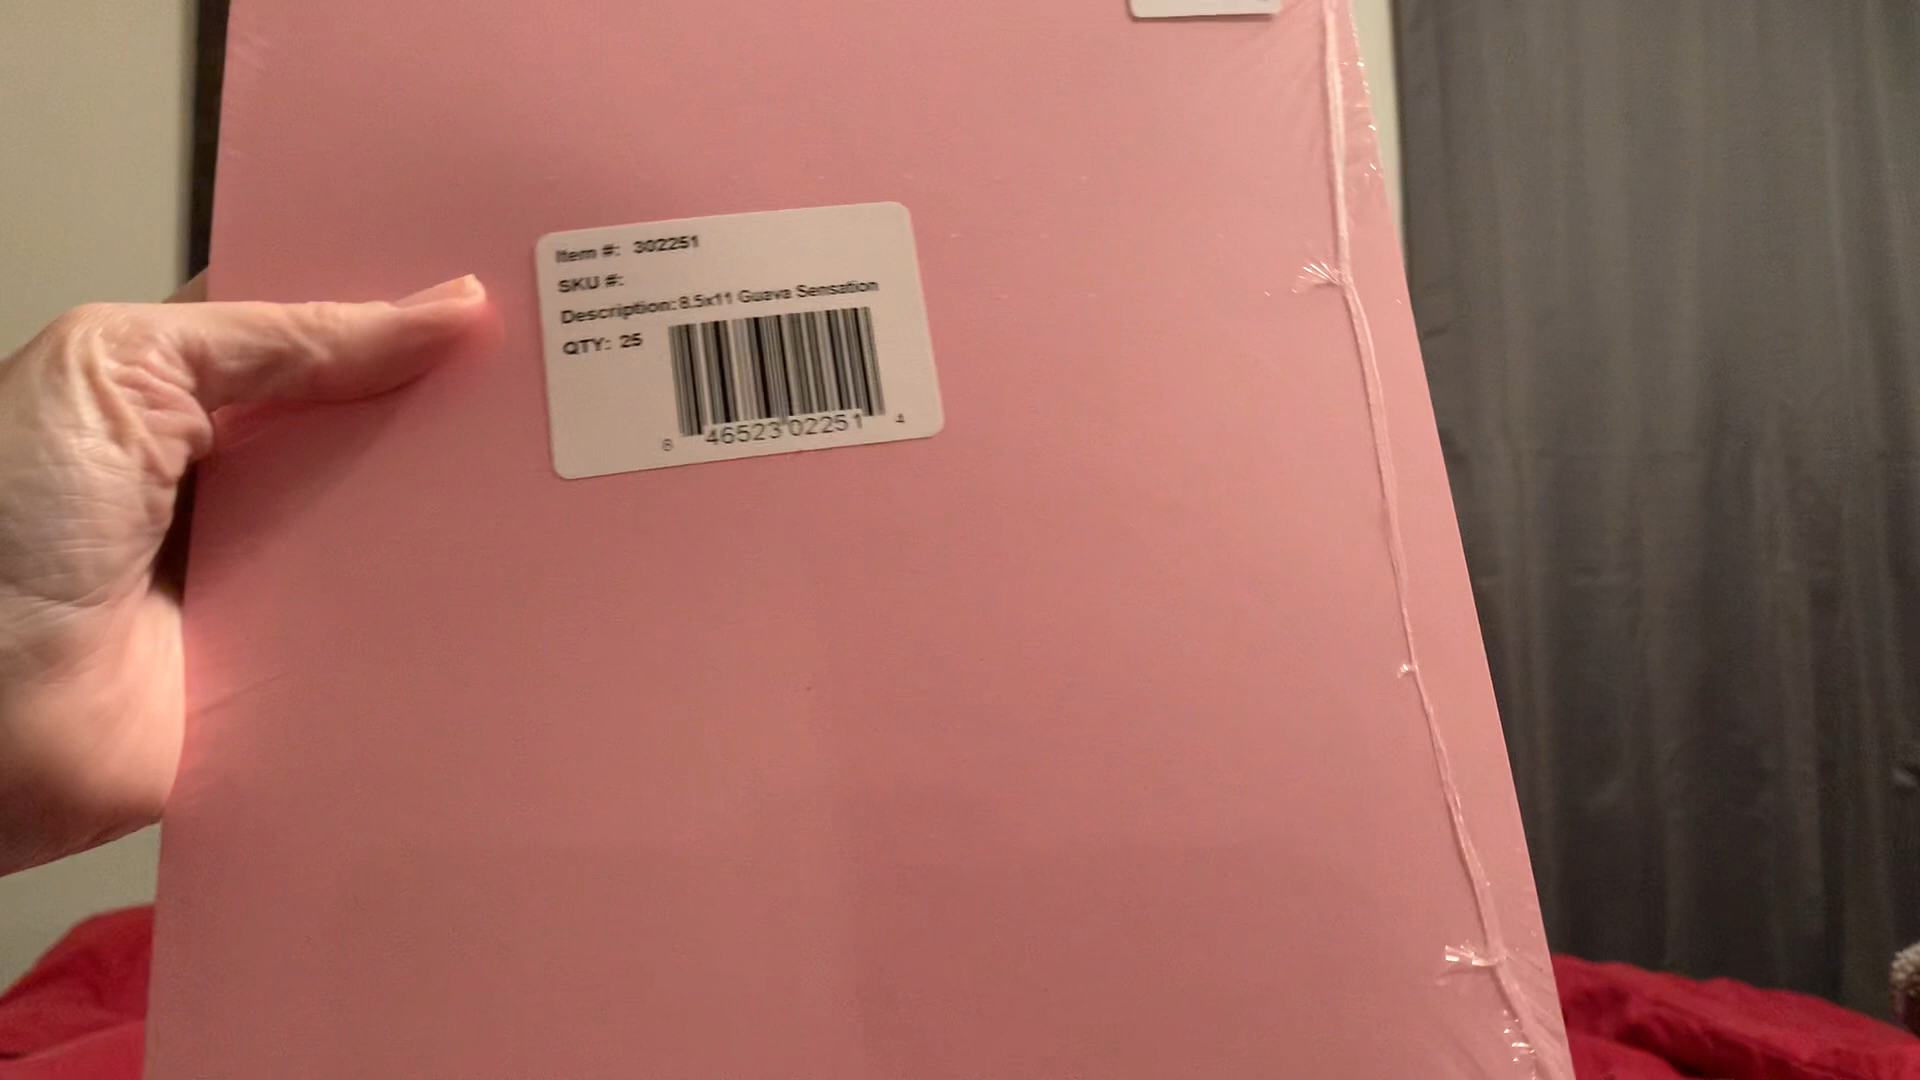 Item #: 302251
SKU #:
Description: 8.5x11 Guava Sensation
QTY: 25
8 46523 02251 4